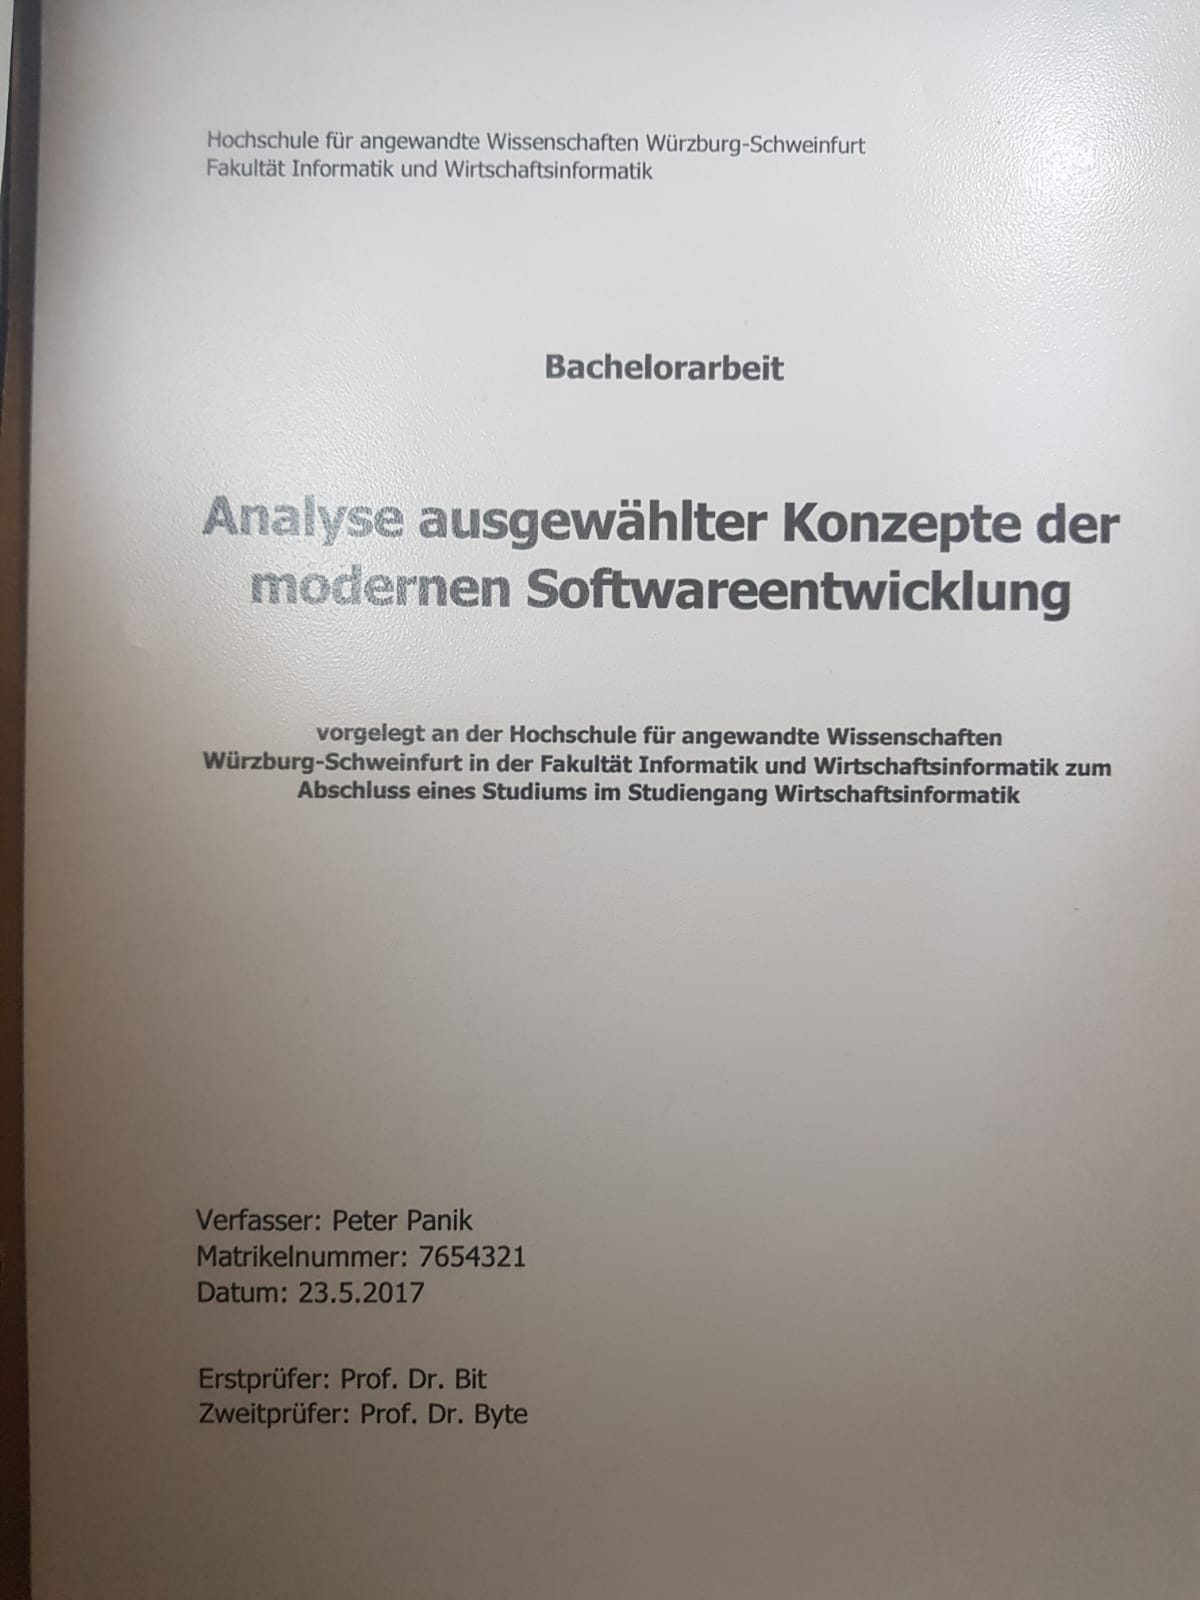 Hochschule für angewandte Wissenschaften Würzburg-Schweinfurt
Fakultät Informatik und Wirtschaftsinformatik
Bachelorarbeit
Analyse ausgewählter Konzepte der
modernen Softwareentwicklung
vorgelegt an der Hochschule für angewandte Wissenschaften
Würzburg-Schweinfurt in der Fakultät Informatik und Wirtschaftsinformatik zum
Abschluss eines Studiums im Studiengang Wirtschaftsinformatik
Verfasser: Peter Panik
Matrikelnummer: 7654321
Datum: 23.5.2017
Erstprüfer: Prof. Dr. Bit
Zweitprüfer: Prof. Dr. Byte